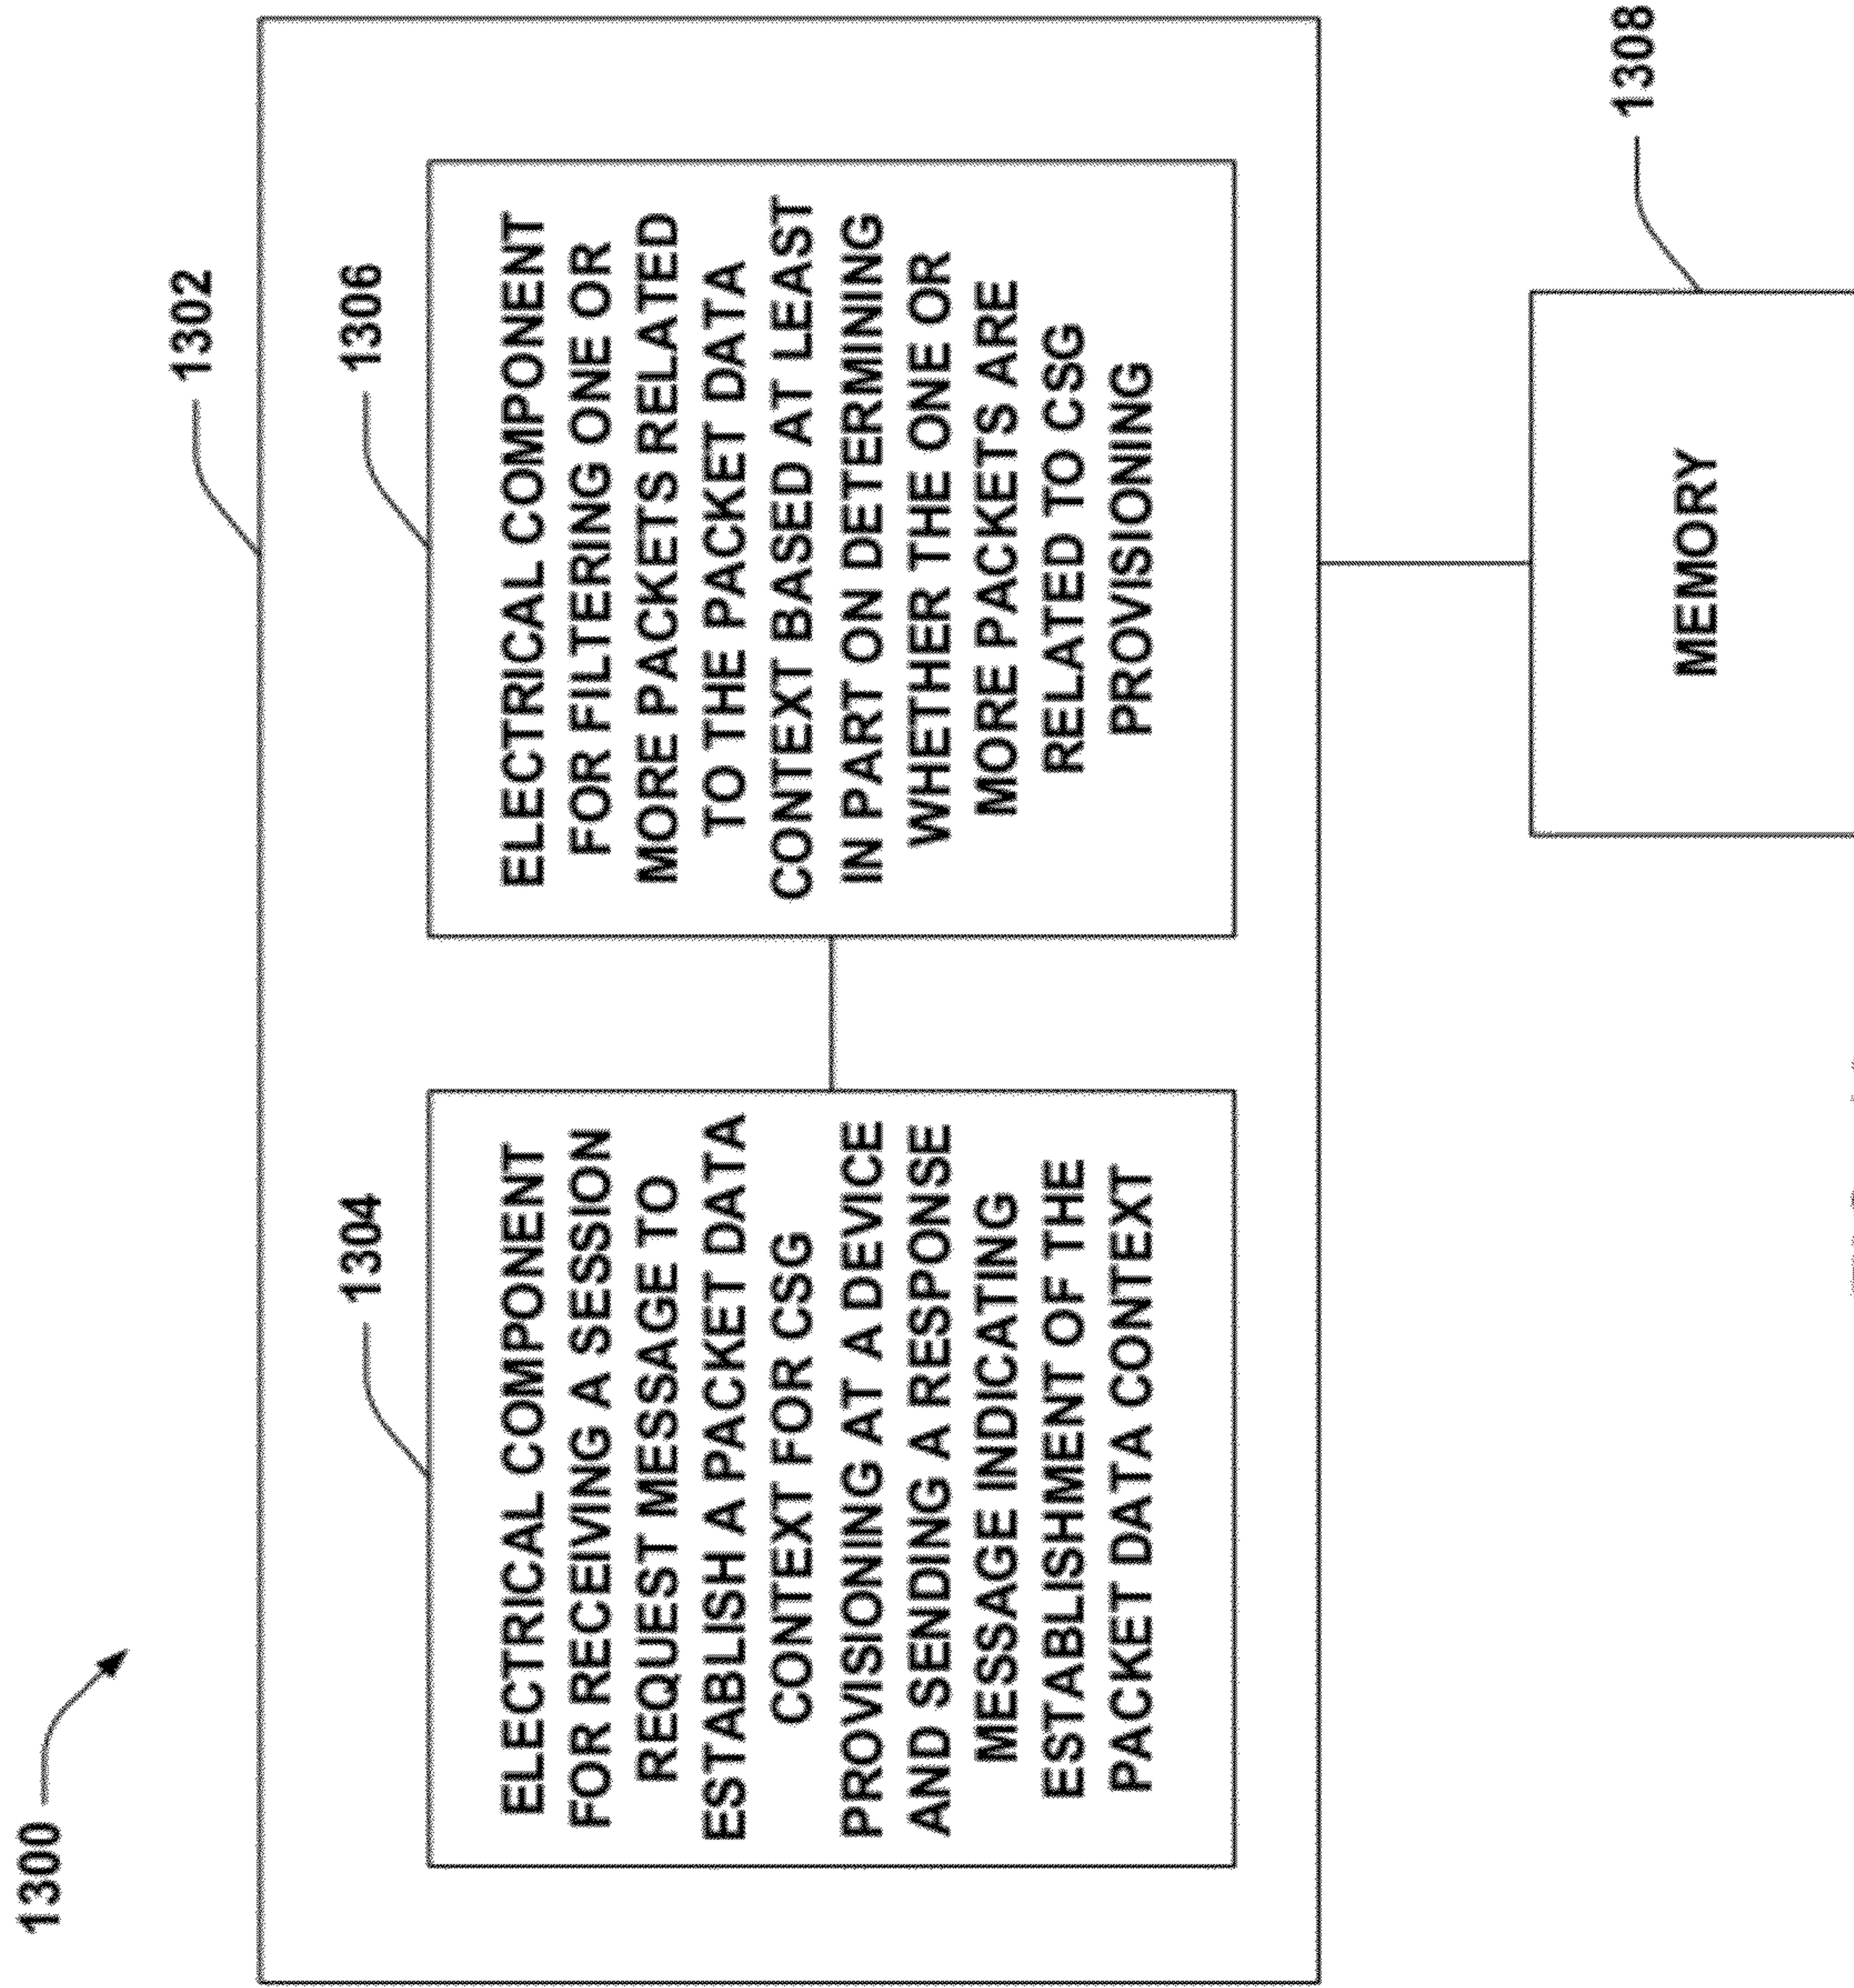 1300
1302
1304
ELECTRICAL COMPONENT
FOR RECEIVING A SESSION
REQUEST MESSAGE TO
ESTABLISH A PACKET DATA
CONTEXT FOR CSG
PROVISIONING AT A DEVICE
AND SENDING A RESPONSE
MESSAGE INDICATING
ESTABLISHMENT OF THE
PACKET DATA CONTEXT
1306
ELECTRICAL COMPONENT
FOR FILTERING ONE OR
MORE PACKETS RELATED
TO THE PACKET DATA
CONTEXT BASED AT LEAST
IN PART ON DETERMINING
WHETHER THE ONE OR
MORE PACKETS ARE
RELATED TO CSG
PROVISIONING
1308
MEMORY